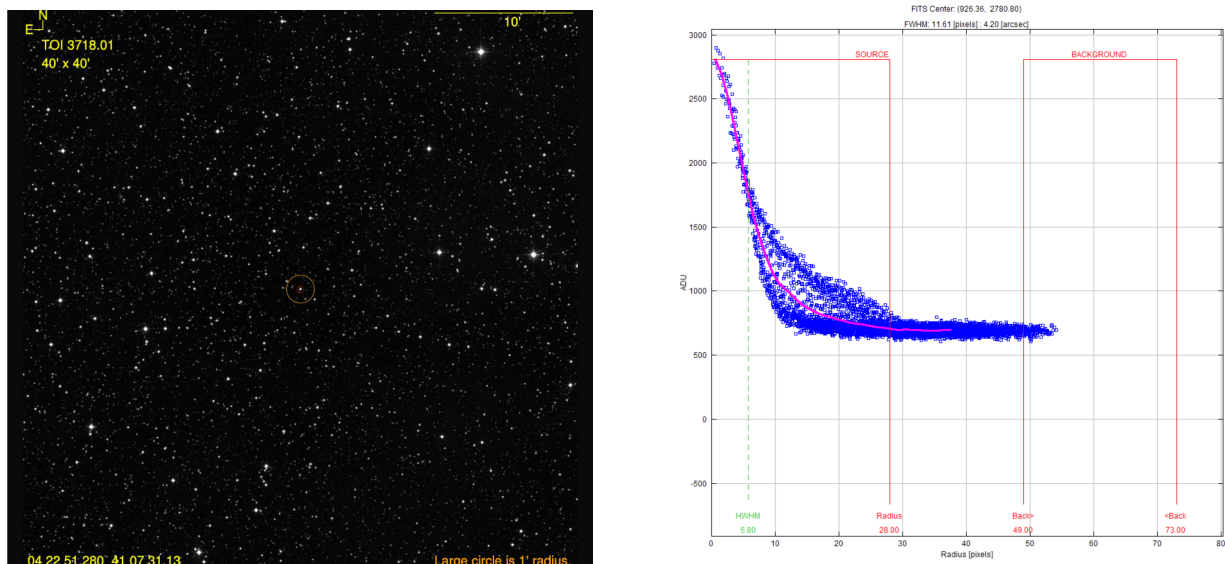 N
E
10'
TOI 3718.01
40' x 40'
04 22 51.280 41 07 31.13
Large circle is 1' radius
FITS Center: (926.36, 2780.80)
FWHM: 11.61 [pixels] : 4.20 [arcsec]
SOURCE
BACKGROUND
3000
2500
2000
1500
1000
500
0
-500
ADU
HWHM
5.80
Radius
28.00
Back>
49.00
<Back
73.00
0 10 20 30 40 50 60 70 80
Radius [pixels]